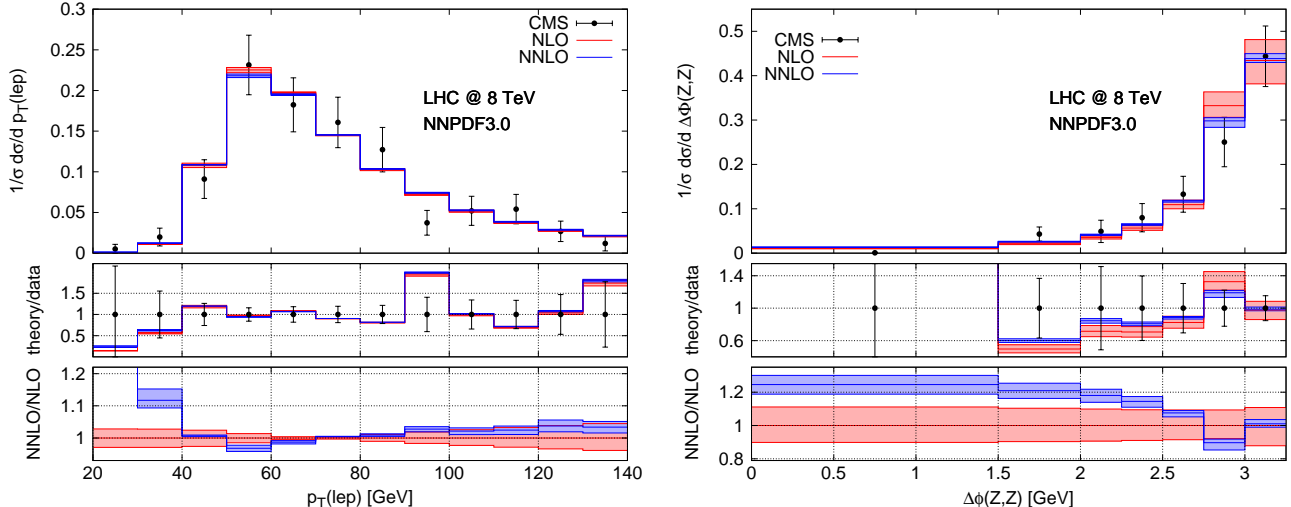 CMS
NLO
NNLO
LHC @ 8 TeV
NNPDF3.0
1/σ dσ/d p_T(lep)
0.3
0.25
0.2
0.15
0.1
0.05
0
theory/data
1.5
1
0.5
NNLO/NLO
1.2
1.1
1
20 40 60 80 100 120 140
p_T(lep) [GeV]
CMS
NLO
NNLO
LHC @ 8 TeV
NNPDF3.0
1/σ dσ/d ΔΦ(Z,Z)
0.5
0.4
0.3
0.2
0.1
0
theory/data
1.4
1
0.6
NNLO/NLO
1.4
1.2
1
0.8
0 0.5 1 1.5 2 2.5 3
Δϕ(Z,Z) [GeV]